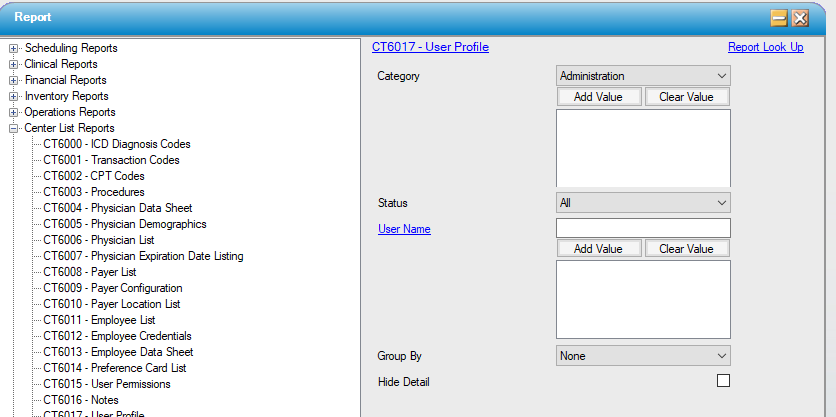 Report
Scheduling Reports
Clinical Reports
Financial Reports
Inventory Reports
Operations Reports
Center List Reports
CT6000 - ICD Diagnosis Codes
CT6001 - Transaction Codes
CT6002 - CPT Codes
CT6003 - Procedures
CT6004 - Physician Data Sheet
CT6005 - Physician Demographics
CT6006 - Physician List
CT6007 - Physician Expiration Date Listing
CT6008 - Payer List
CT6009 - Payer Configuration
CT6010 - Payer Location List
CT6011 - Employee List
CT6012 - Employee Credentials
CT6013 - Employee Data Sheet
CT6014 - Preference Card List
CT6015 - User Permissions
CT6016 - Notes
CT6017 - User Profile
CT6017 - User Profile Report Look Up
Category Administration
Add Value Clear Value
Status All
User Name
Add Value Clear Value
Group By None
Hide Detail